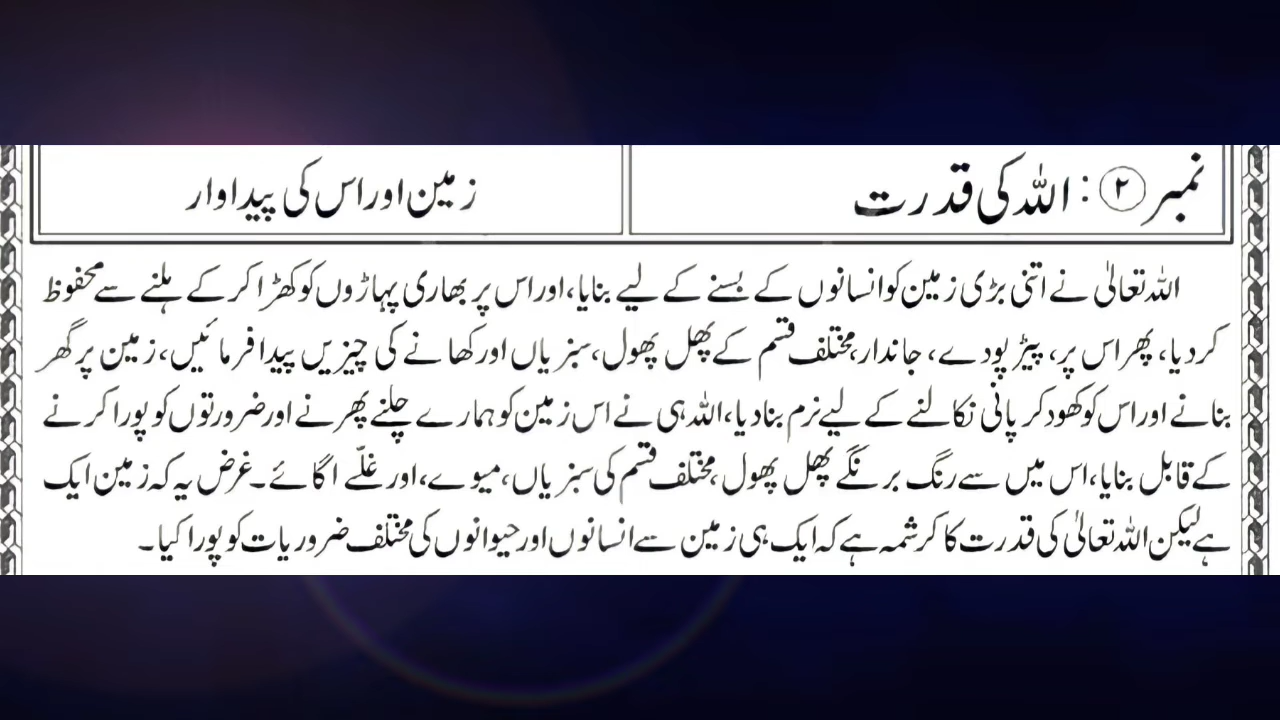 نمبر ②: اللہ کی قدرت
زمین اور اس کی پیداوار
اللہ تعالیٰ نے اتنی بڑی زمین کو انسانوں کے بسنے کے لیے بنایا، اور اس پر بھاری پہاڑوں کو کھڑا کر کے ہلنے سے محفوظ
کر دیا، پھر اس پر، پیڑ پودے، جاندار، مختلف قسم کے پھل پھول، سبزیاں اور کھانے کی چیزیں پیدا فرمائیں، زمین پر گھر
بنانے اور اس کو کھود کر پانی نکالنے کے لیے نرم بنا دیا، اللہ ہی نے اس زمین کو ہمارے چلنے پھرنے اور ضرورتوں کو پورا کرنے
کے قابل بنایا، اس میں سے رنگ برنگے پھل پھول، مختلف قسم کی سبزیاں، میوے، اور غلّے اگائے۔ غرض یہ کہ زمین ایک
ہے لیکن اللہ تعالیٰ کی قدرت کا کرشمہ ہے کہ ایک ہی زمین سے انسانوں اور حیوانوں کی مختلف ضروریات کو پورا کیا۔